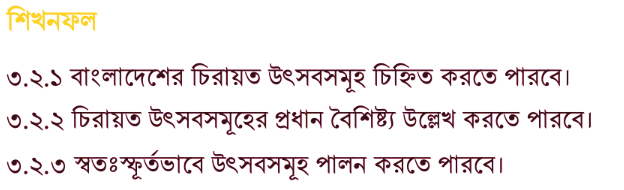 শিখনফল
৩.২.১ বাংলাদেশের চিরায়ত উৎসবসমূহ চিহ্নিত করতে পারবে।
৩.২.২ চিরায়ত উৎসবসমূহের প্রধান বৈশিষ্ট্য উল্লেখ করতে পারবে।
৩.২.৩ স্বতঃস্ফূর্তভাবে উৎসবসমূহ পালন করতে পারবে।